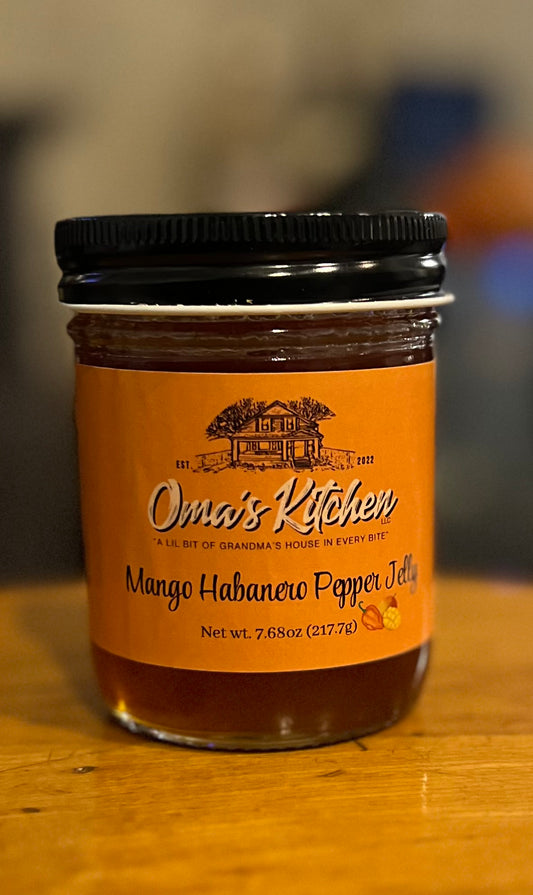 EST. 2022
Oma's Kitchen
LLC
"A LIL BIT OF GRANDMA'S HOUSE IN EVERY BITE"
Mango Habanero Pepper Jelly
Net wt. 7.68oz (217.7g)